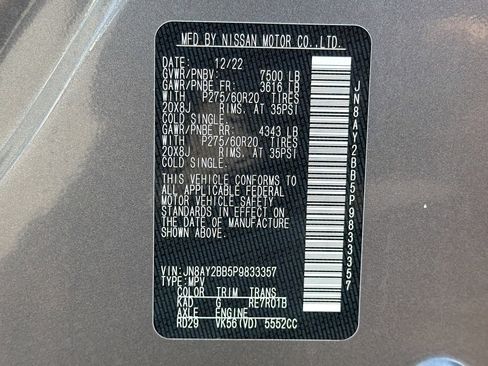 MFD BY NISSAN MOTOR CO.,LTD.
DATE: 12/22
GVWR/PNBV: 7500 LB
GAWR/PNBE FR: 3616 LB
WITH P275/60R20 TIRES
20X8J RIMS. AT 35PSI
COLD SINGLE.
GAWR/PNBE RR: 4343 LB
WITH P275/60R20 TIRES
20X8J RIMS. AT 35PSI
COLD SINGLE.
THIS VEHICLE CONFORMS TO
ALL APPLICABLE FEDERAL
MOTOR VEHICLE SAFETY
STANDARDS IN EFFECT ON
THE DATE OF MANUFACTURE
SHOWN ABOVE.
VIN:JN8AY2BB5P9833357
TYPE:MPV
COLOR TRIM TRANS
KAD G RE7R01B
AXLE ENGINE
RD29 VK56(VD) 5552CC
JN8AY2BB5P9833357